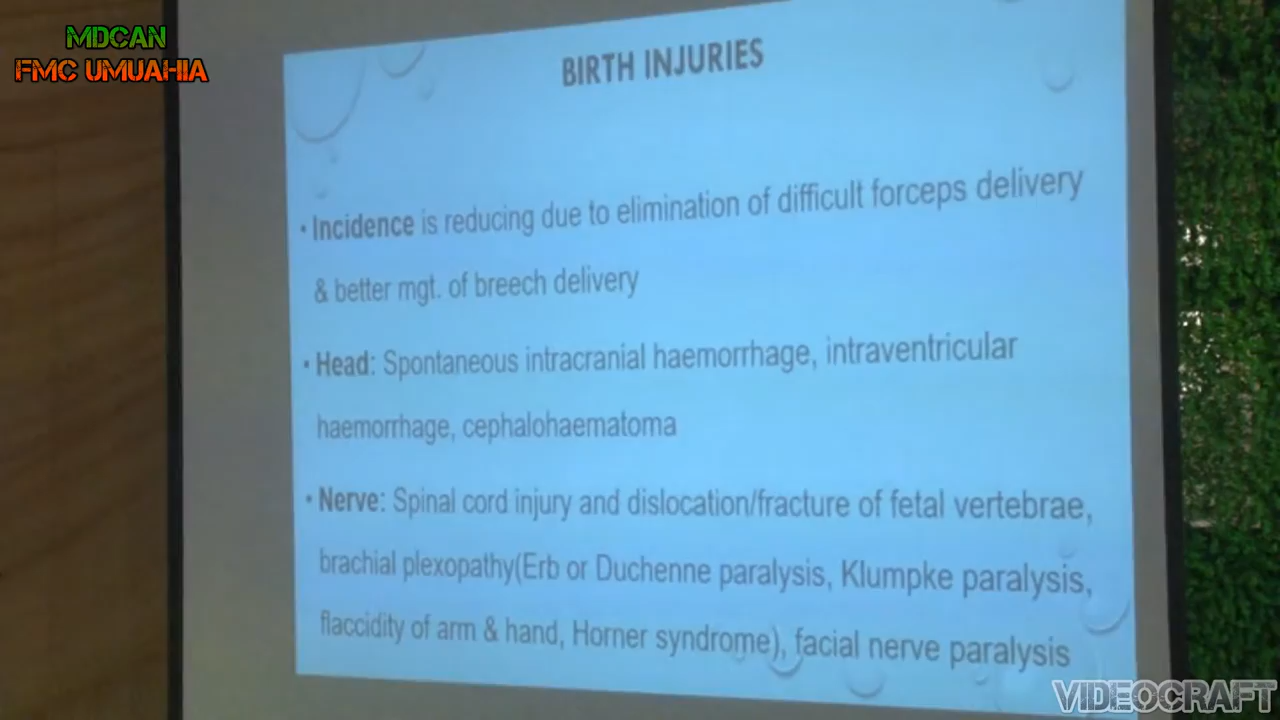 MDCAN
FMC UMUAHIA
BIRTH INJURIES
• Incidence is reducing due to elimination of difficult forceps delivery
& better mgt. of breech delivery
• Head: Spontaneous intracranial haemorrhage, intraventricular
haemorrhage, cephalohaematoma
• Nerve: Spinal cord injury and dislocation/fracture of fetal vertebrae,
brachial plexopathy(Erb or Duchenne paralysis, Klumpke paralysis,
flaccidity of arm & hand, Horner syndrome), facial nerve paralysis
VIDEOCRAFT